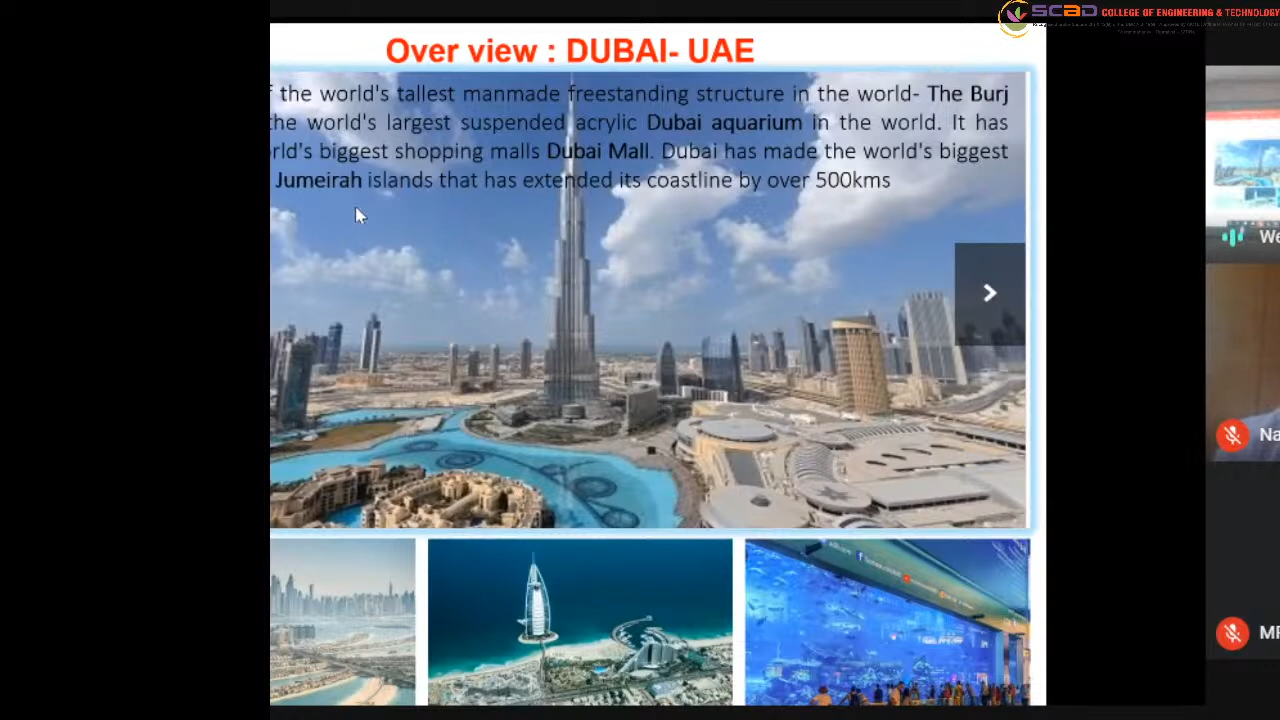 SCAD COLLEGE OF ENGINEERING & TECHNOLOGY
Over view : DUBAI- UAE
f the world's tallest manmade freestanding structure in the world- The Burj
the world's largest suspended acrylic Dubai aquarium in the world. It has
rld's biggest shopping malls Dubai Mall. Dubai has made the world's biggest
Jumeirah islands that has extended its coastline by over 500kms
We
Na